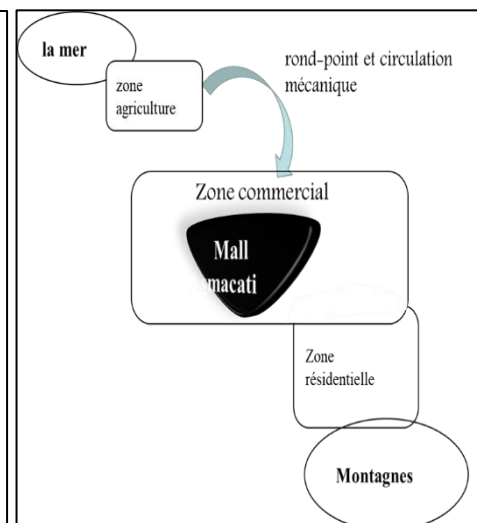 la mer
zone
agriculture
rond-point et circulation
mécanique
Zone commercial
Mall
Zone
résidentielle
Montagnes